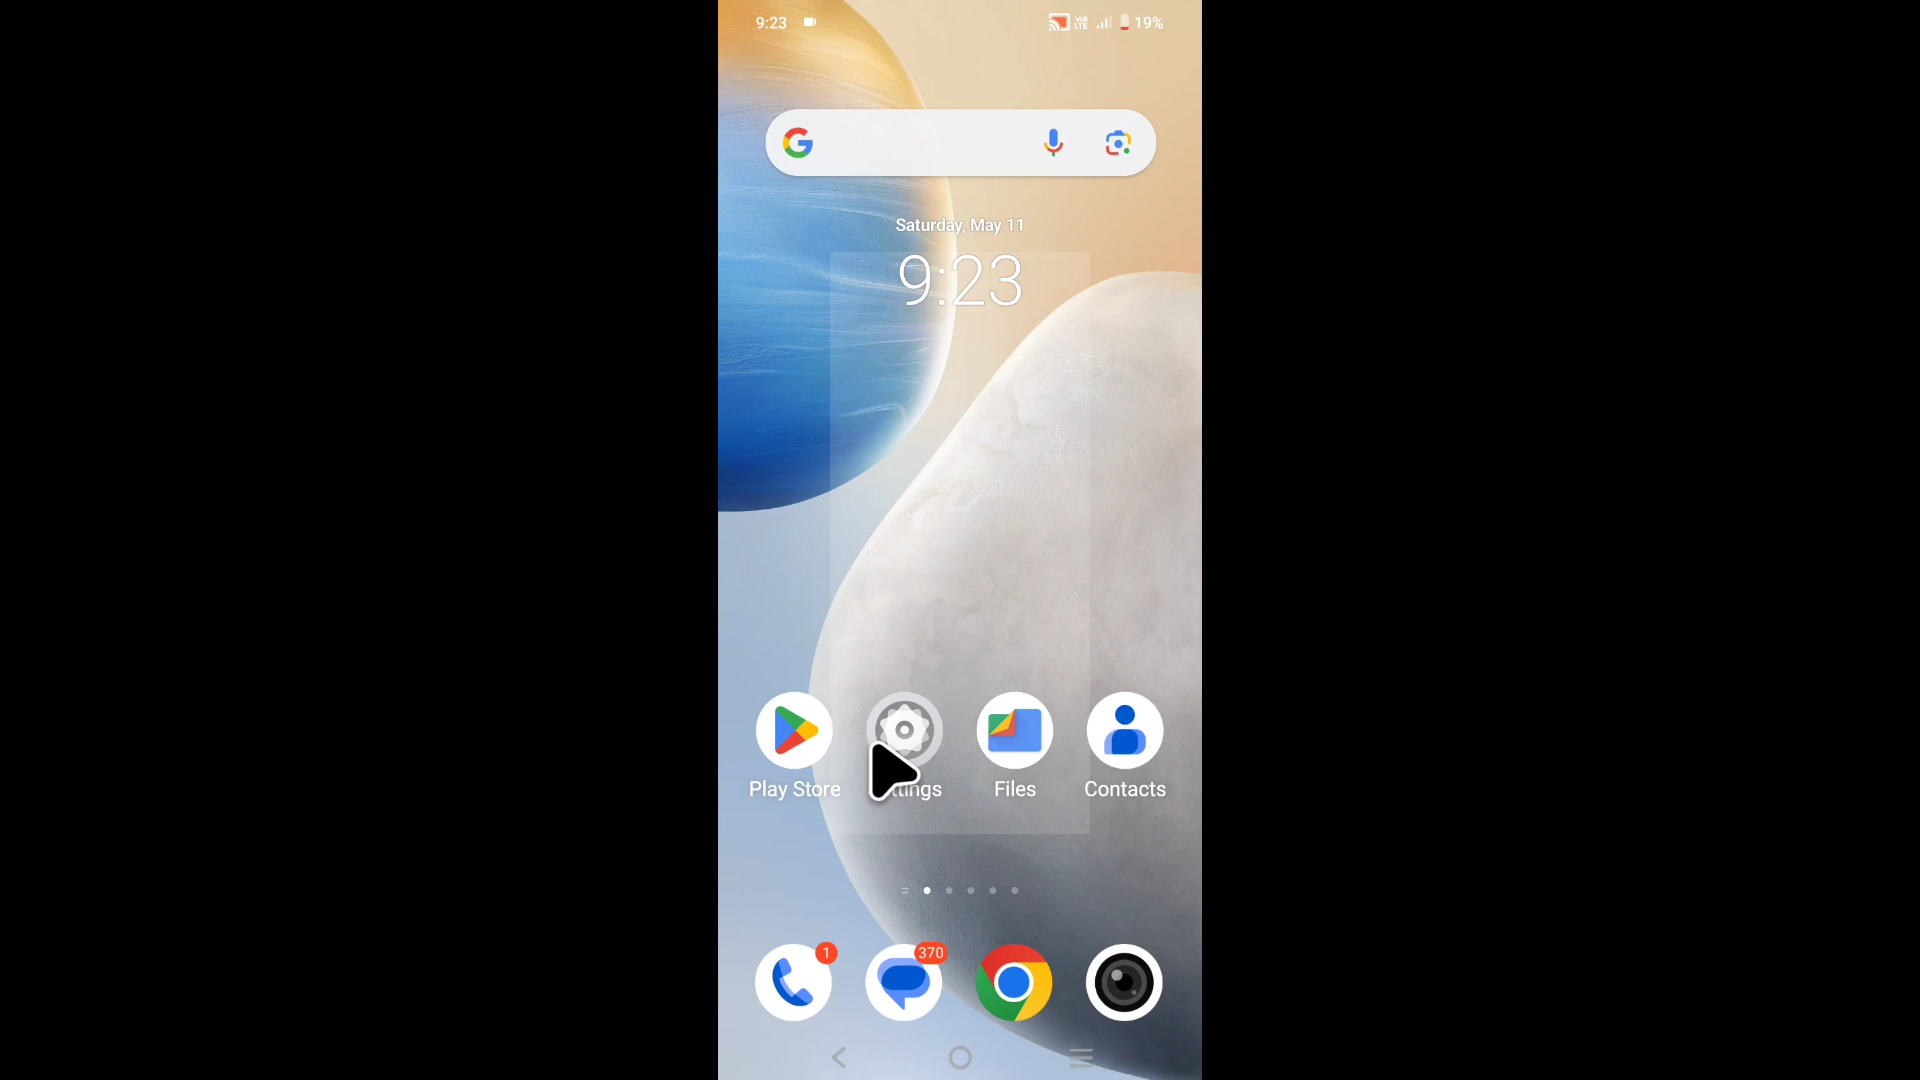 9:23 19%
Saturday, May 11
9:23
Play Store Files Contacts
1 370